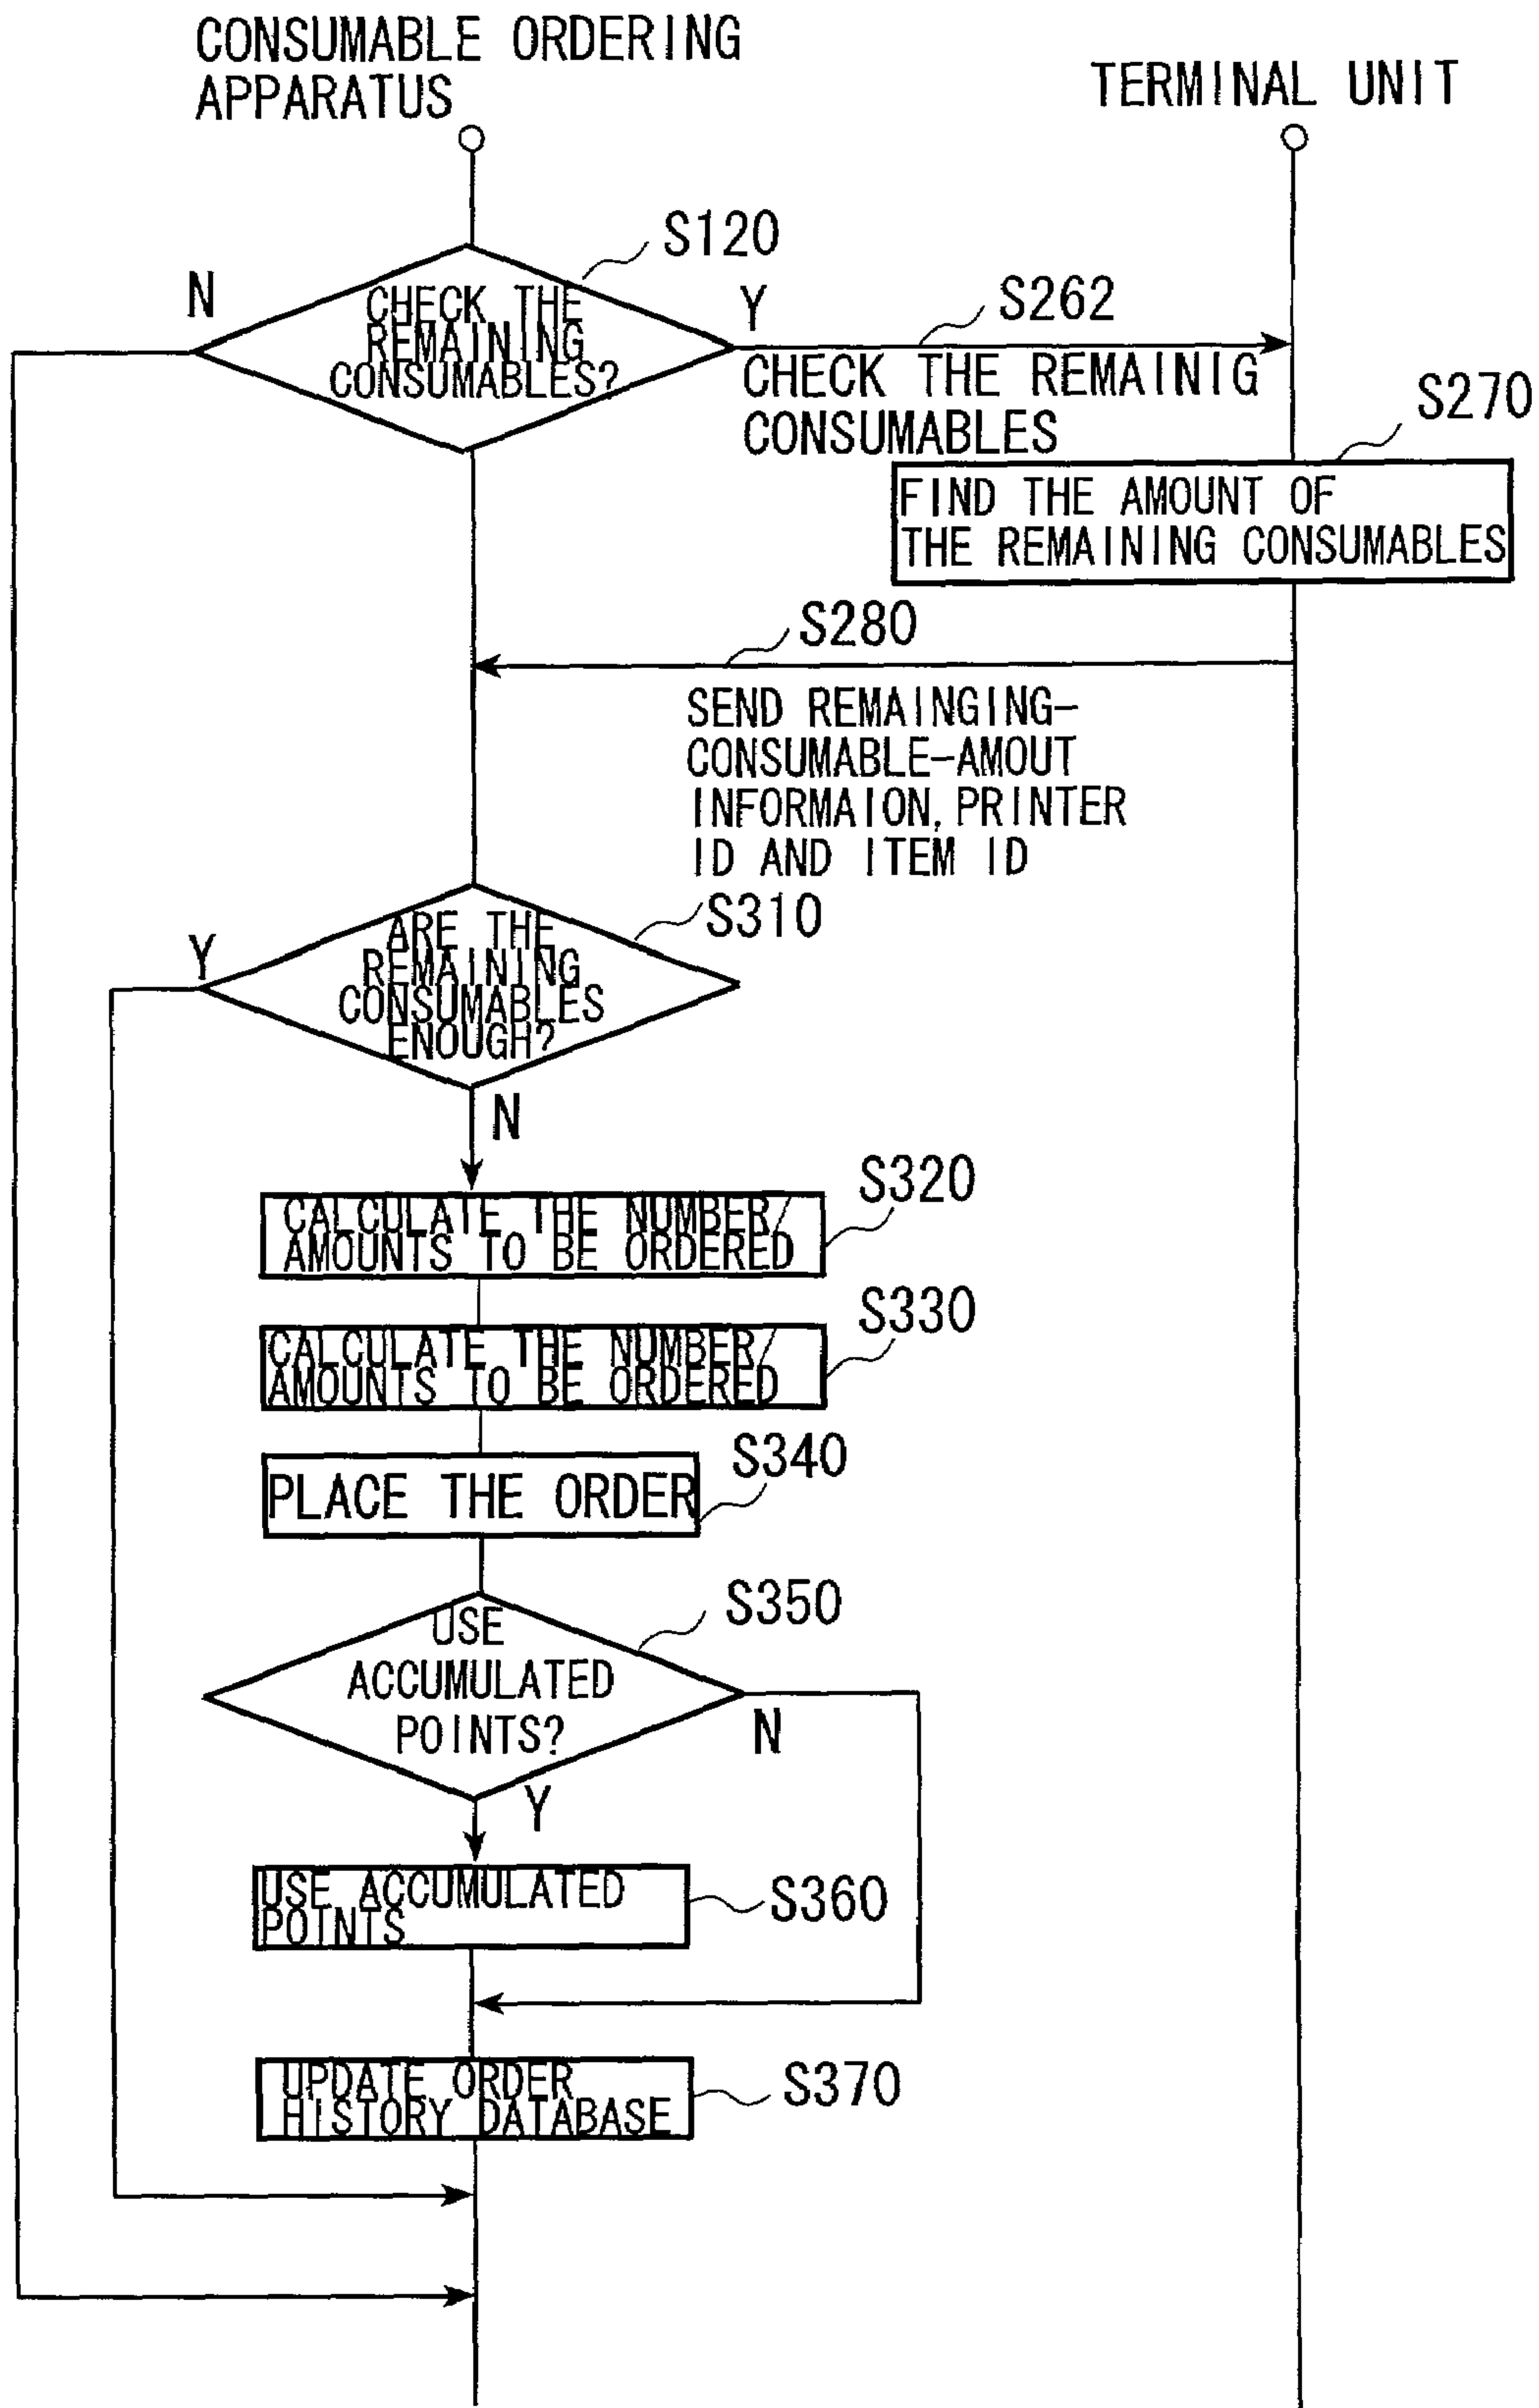 CONSUMABLE ORDERING
APPARATUS
TERMINAL UNIT
S120
N
CHECK THE
REMAINING
CONSUMABLES?
Y
S262
CHECK THE REMAINIG
CONSUMABLES
S270
FIND THE AMOUNT OF
THE REMAINING CONSUMABLES
S280
SEND REMAINGING-
CONSUMABLE-AMOUT
INFORMAION, PRINTER
ID AND ITEM ID
S310
Y
ARE THE
REMAINING
CONSUMABLES
ENOUGH?
N
S320
CALCULATE THE NUMBER/
AMOUNTS TO BE ORDERED
S330
CALCULATE THE NUMBER/
AMOUNTS TO BE ORDERED
S340
PLACE THE ORDER
S350
USE
ACCUMULATED
POINTS?
N
Y
USE ACCUMULATED
POINTS
S360
UPDATE ORDER
HISTORY DATABASE
S370